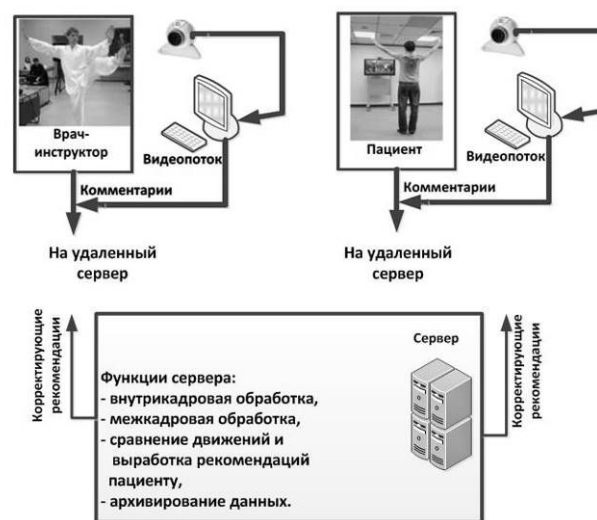 Врач-
инструктор
Видеопоток
Комментарии
На удаленный
сервер
Пациент
Видеопоток
Комментарии
На удаленный
сервер
Корректирующие
рекомендации
Сервер
Функции сервера:
- внутрикадровая обработка,
- межкадровая обработка,
- сравнение движений и
выработка рекомендаций
пациенту,
- архивирование данных.
Корректирующие
рекомендации